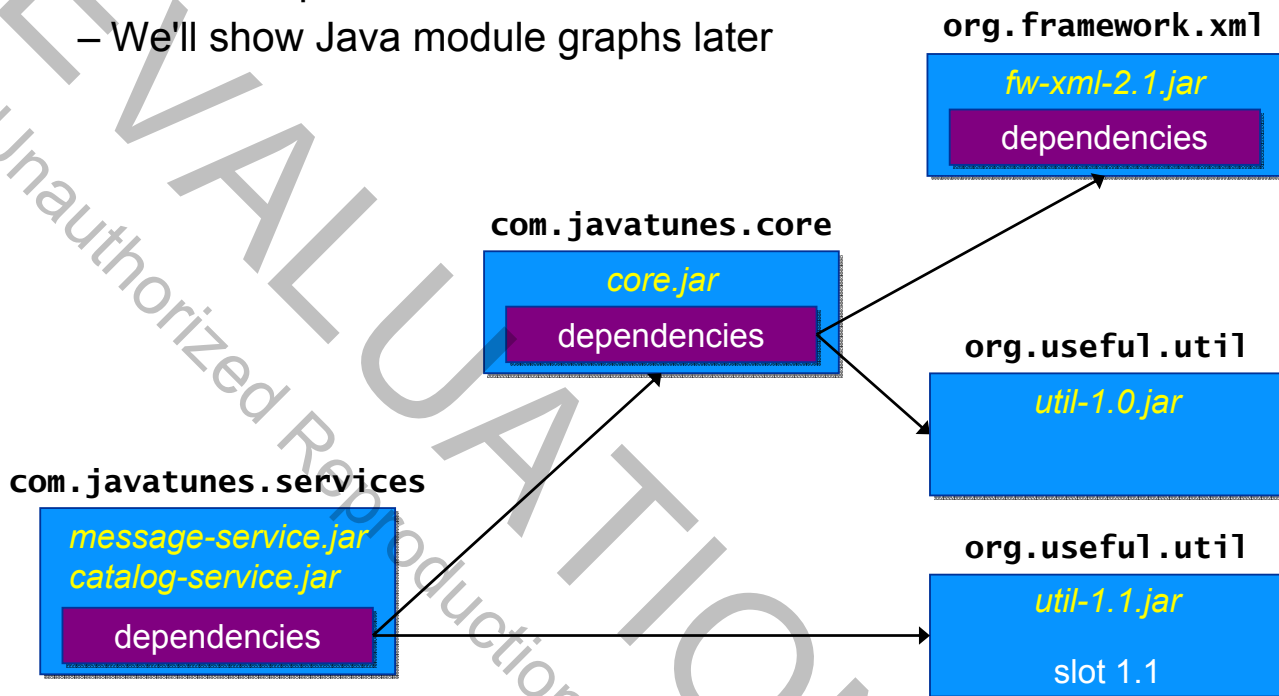 – We'll show Java module graphs later
org.framework.xml
fw-xml-2.1.jar
dependencies
com.javatunes.core
core.jar
dependencies
org.useful.util
util-1.0.jar
com.javatunes.services
message-service.jar
catalog-service.jar
dependencies
org.useful.util
util-1.1.jar
slot 1.1
EVALUATION
Unauthorized Reproduction